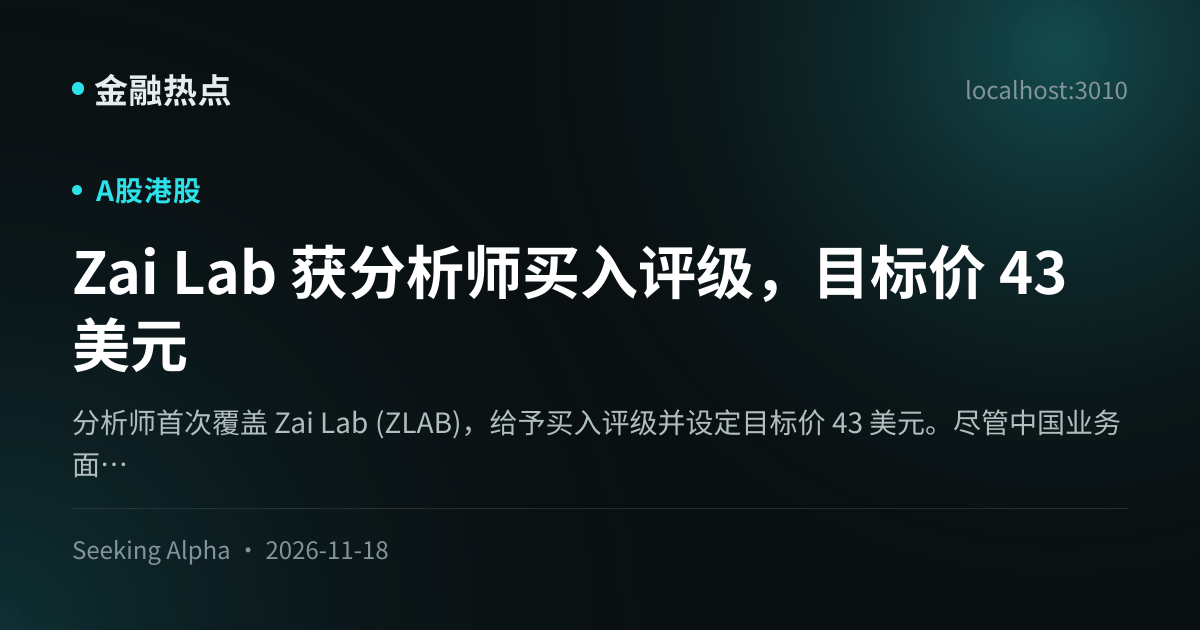 金融热点
localhost:3010
A股港股
Zai Lab 获分析师买入评级，目标价 43
美元
分析师首次覆盖 Zai Lab (ZLAB)，给予买入评级并设定目标价 43 美元。尽管中国业务
面…
Seeking Alpha · 2026-11-18